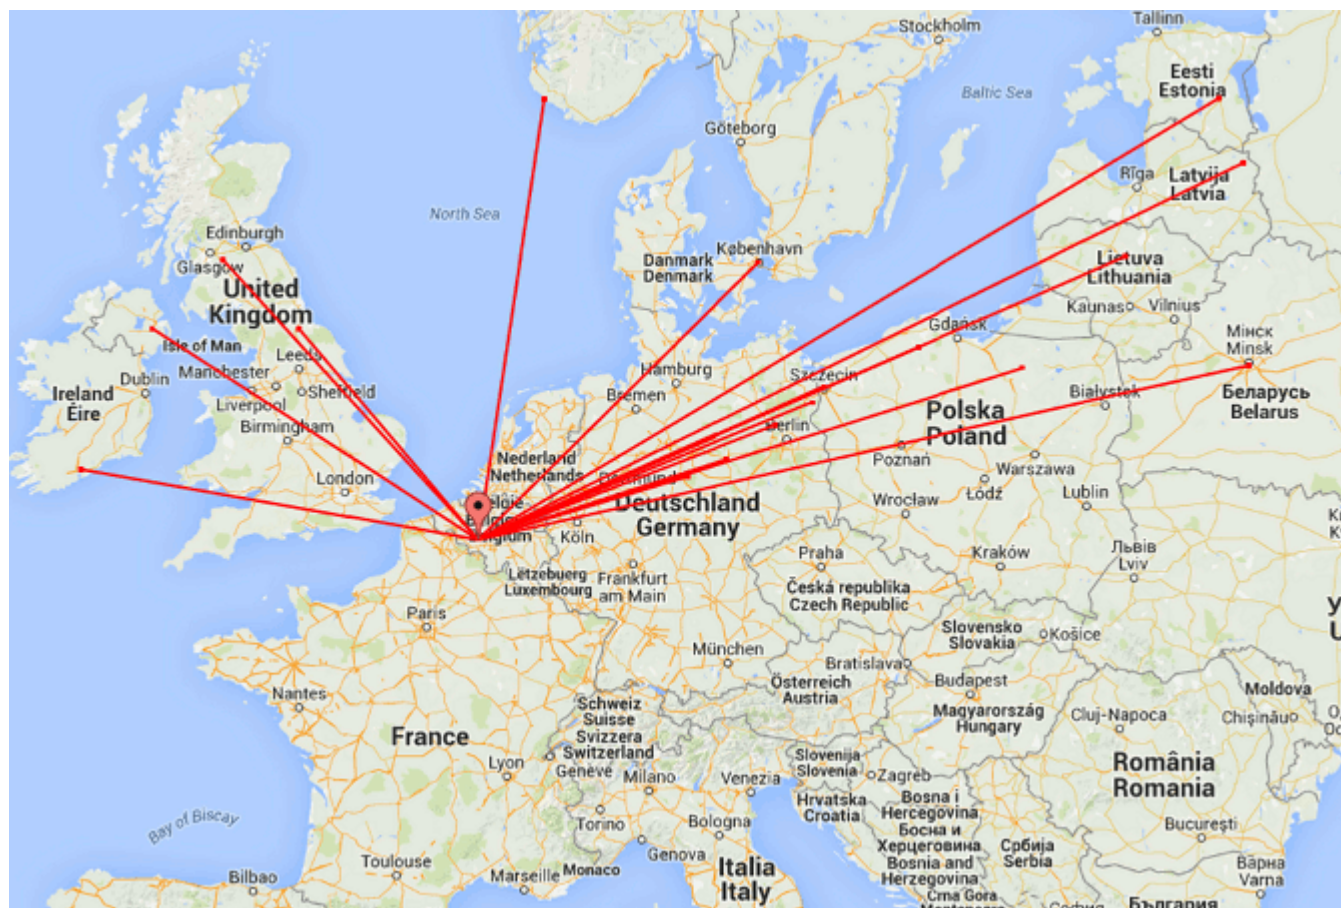 Stockholm
Tallinn
Eesti
Estonia
Baltic Sea
Göteborg
Rīga
Latvija
Latvia
North Sea
Edinburgh
Glasgow
København
Danmark
Denmark
Lietuva
Lithuania
Kaunas
Vilnius
United
Kingdom
Isle of Man
Gdańsk
Мінск
Minsk
Leeds
Manchester
Dublin
Ireland
Éire
Sheffield
Liverpool
Birmingham
Hamburg
Bremen
Szczecin
Białystok
Беларусь
Belarus
Berlin
Polska
Poland
Poznań
Warszawa
Łódź
Lublin
Wrocław
London
Nederland
Netherlands
Deutschland
Germany
Köln
Praha
Kraków
Львів
Lviv
Lëtzebuerg
Luxembourg
Frankfurt
am Main
Česká republika
Czech Republic
Paris
Slovensko
Slovakia
Košice
München
Bratislava
Österreich
Austria
Budapest
Magyarország
Hungary
Moldova
Chișinău
Cluj-Napoca
Nantes
Schweiz
Suisse
Svizzera
Switzerland
France
Geneve
Lyon
Milano
Venezia
Slovenija
Slovenia
Zagreb
România
Romania
Hrvatska
Croatia
Bosna i
Hercegovina
Босна и
Херцеговина
Bosnia and
Herzegovina
Torino
Bologna
Genova
Србија
Serbia
București
Bay of Biscay
Toulouse
Marseille
Monaco
Bilbao
Italia
Italy
Варна
Varna
Crna Gora
България